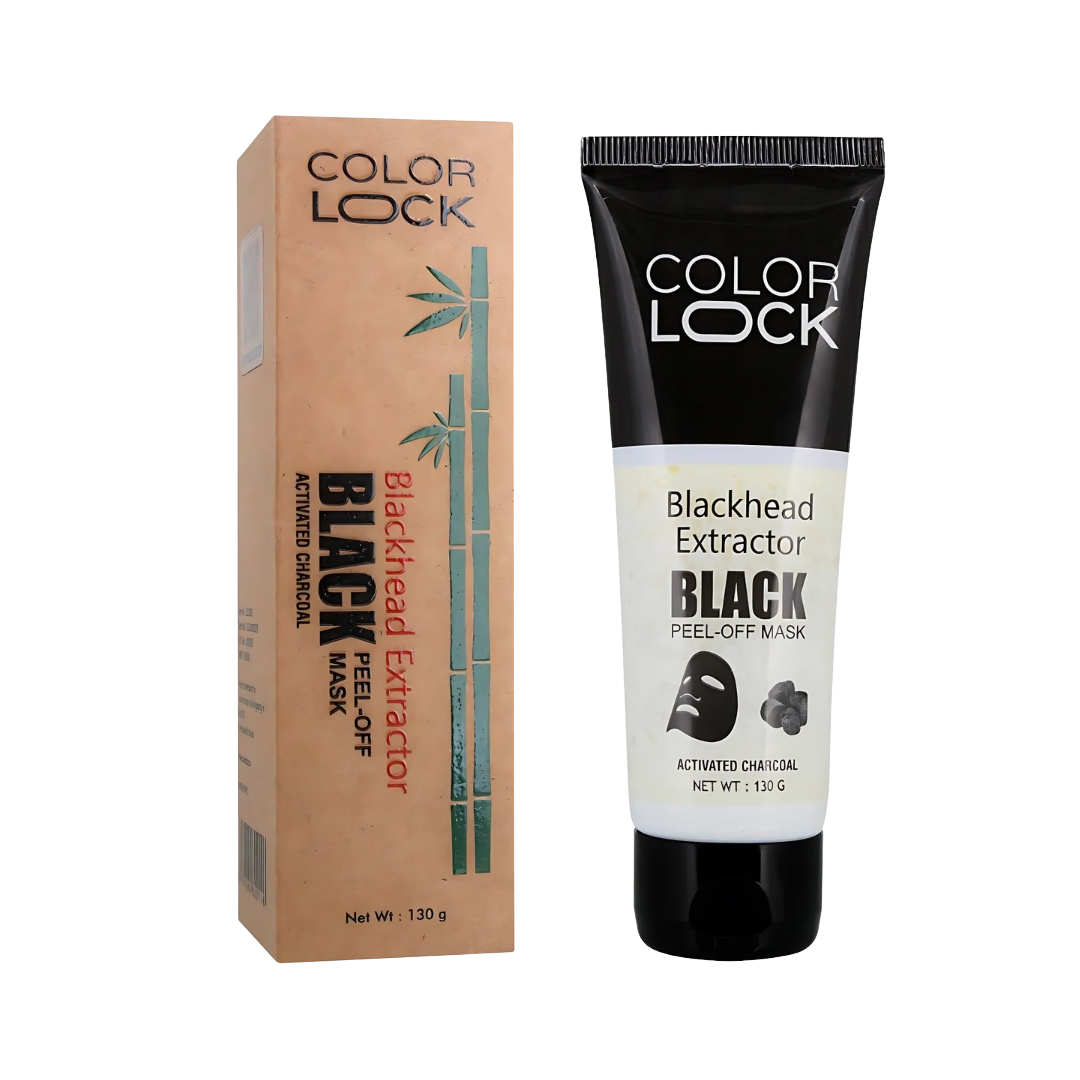 COLOR
LOCK
Blackhead Extractor
BLACK
PEEL-OFF
MASK
ACTIVATED CHARCOAL
Net Wt : 130 g
COLOR
LOCK
Blackhead
Extractor
BLACK
PEEL-OFF MASK
ACTIVATED CHARCOAL
NET WT : 130 G